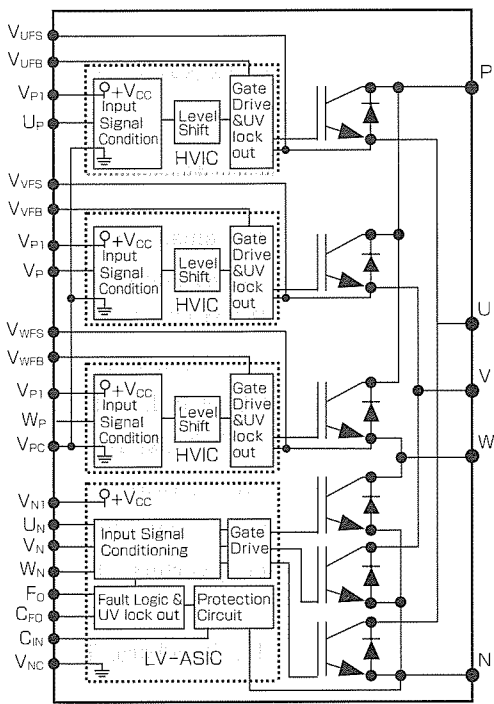 VUFS
VUFB
VP1
UP
+VCC
Input
Signal
Condition
Level
Shift
HVIC
Gate
Drive
&UV
lock
out
P
VVFS
VVFB
VP1
VP
+VCC
Input
Signal
Condition
Level
Shift
HVIC
Gate
Drive
&UV
lock
out
U
VWFS
VWFB
VP1
WP
VPC
+VCC
Input
Signal
Condition
Level
Shift
HVIC
Gate
Drive
&UV
lock
out
V
W
VN1
UN
VN
WN
FO
CFO
CIN
VNC
+VCC
Input Signal
Conditioning
Gate
Drive
Fault Logic &
UV lock out
Protection
Circuit
LV-ASIC
N